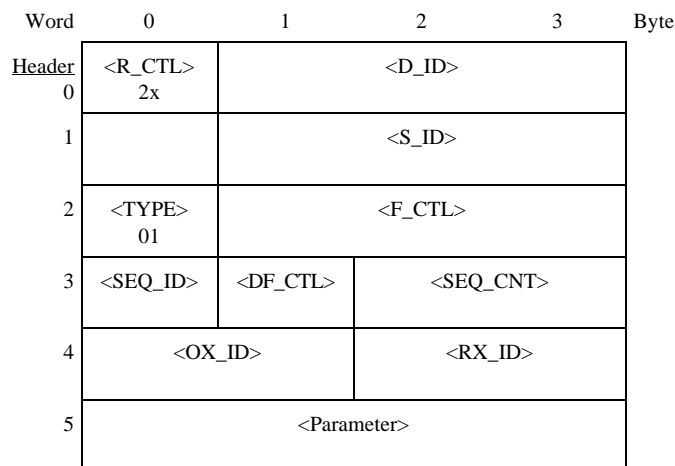 Word 0 1 2 3 Byte
Header <R_CTL> <D_ID>
0 2x
1 <S_ID>
2 <TYPE> <F_CTL>
01
3 <SEQ_ID> <DF_CTL> <SEQ_CNT>
4 <OX_ID> <RX_ID>
5 <Parameter>